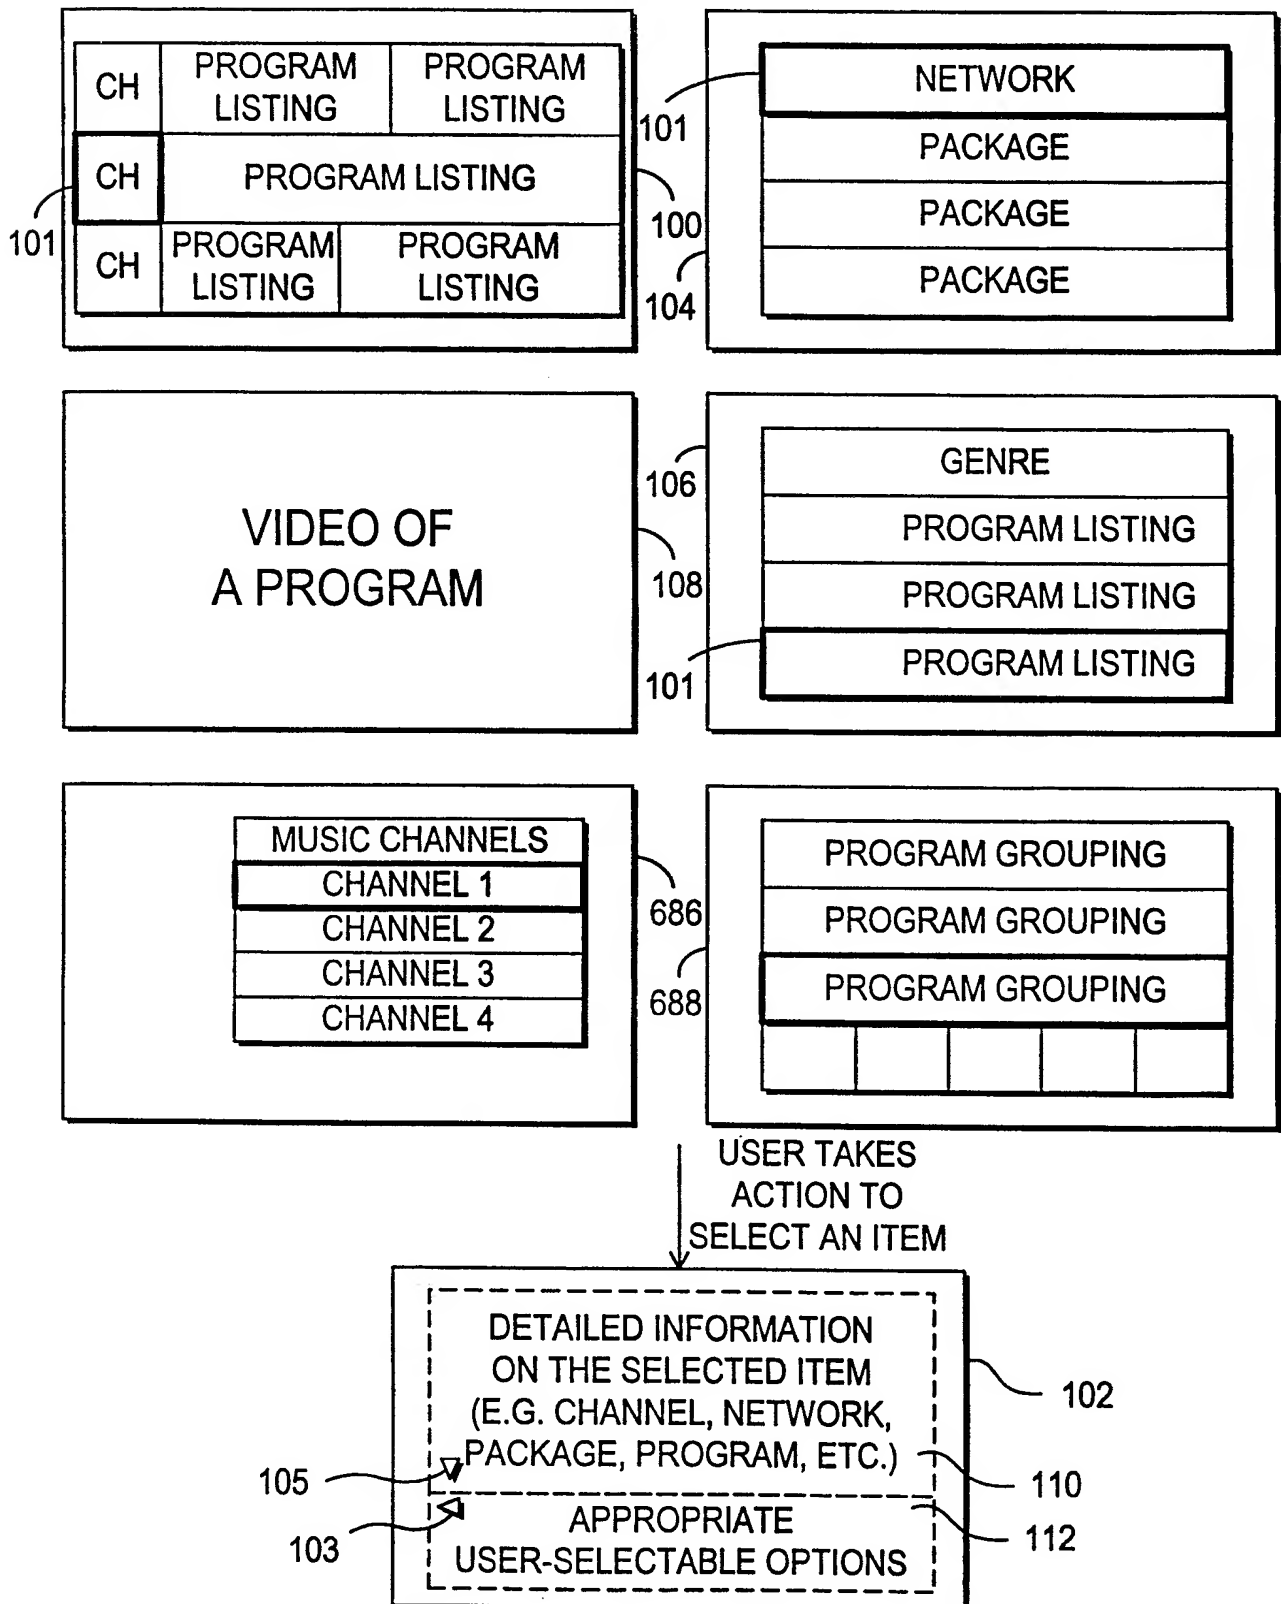 CH
PROGRAM LISTING
PROGRAM LISTING
CH
PROGRAM LISTING
CH
PROGRAM LISTING
PROGRAM LISTING
101
100
NETWORK
PACKAGE
PACKAGE
PACKAGE
101
104
VIDEO OF
A PROGRAM
108
106
GENRE
PROGRAM LISTING
PROGRAM LISTING
PROGRAM LISTING
101
MUSIC CHANNELS
CHANNEL 1
CHANNEL 2
CHANNEL 3
CHANNEL 4
686
688
PROGRAM GROUPING
PROGRAM GROUPING
PROGRAM GROUPING
USER TAKES
ACTION TO
SELECT AN ITEM
DETAILED INFORMATION
ON THE SELECTED ITEM
(E.G. CHANNEL, NETWORK,
PACKAGE, PROGRAM, ETC.)
102
105
110
103
112
APPROPRIATE
USER-SELECTABLE OPTIONS